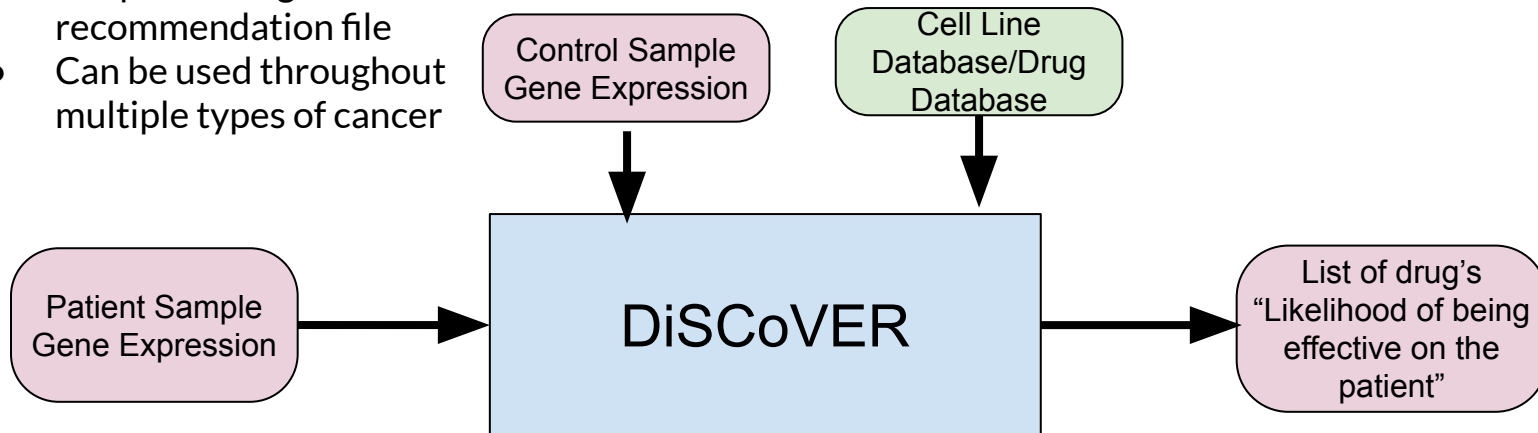 recommendation file
• Can be used throughout
multiple types of cancer
Control Sample
Gene Expression
Cell Line
Database/Drug
Database
Patient Sample
Gene Expression
DiSCoVER
List of drug's
“Likelihood of being
effective on the
patient”